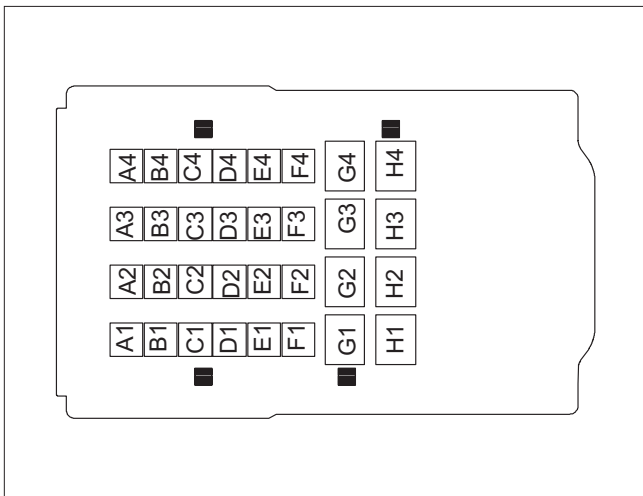 A4 B4 C4 D4 E4 F4 G4 H4
A3 B3 C3 D3 E3 F3 G3 H3
A2 B2 C2 D2 E2 F2 G2 H2
A1 B1 C1 D1 E1 F1 G1 H1